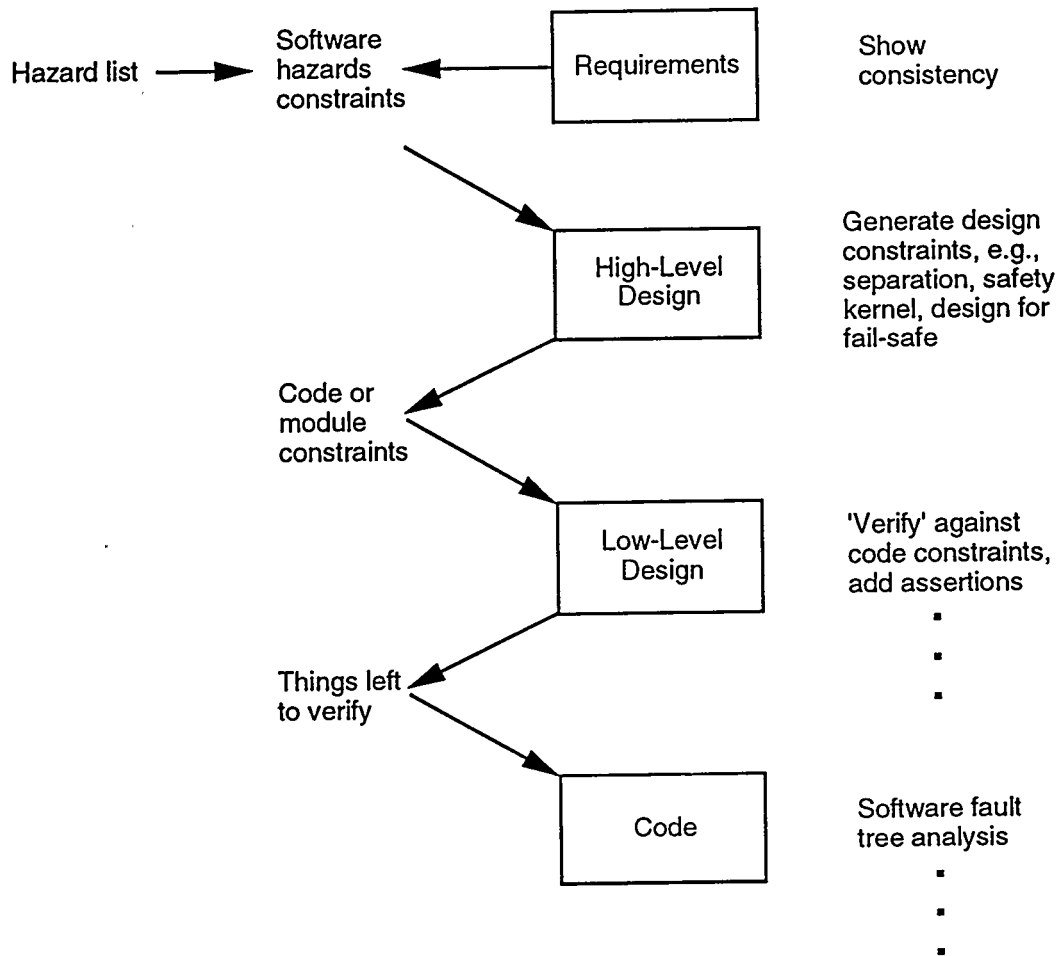 Hazard list
Software
hazards
constraints
Requirements
Show
consistency
High-Level
Design
Generate design
constraints, e.g.,
separation, safety
kernel, design for
fail-safe
Code or
module
constraints
Low-Level
Design
'Verify' against
code constraints,
add assertions
Things left
to verify
Code
Software fault
tree analysis